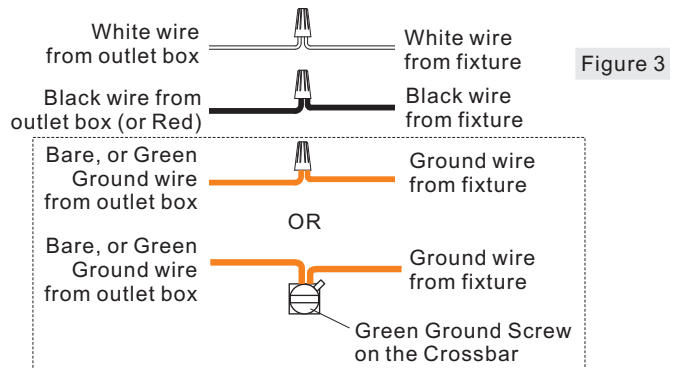 White wire
from outlet box
White wire
from fixture
Figure 3
Black wire from
outlet box (or Red)
Black wire
from fixture
Bare, or Green
Ground wire
from outlet box
Ground wire
from fixture
OR
Bare, or Green
Ground wire
from outlet box
Ground wire
from fixture
Green Ground Screw
on the Crossbar